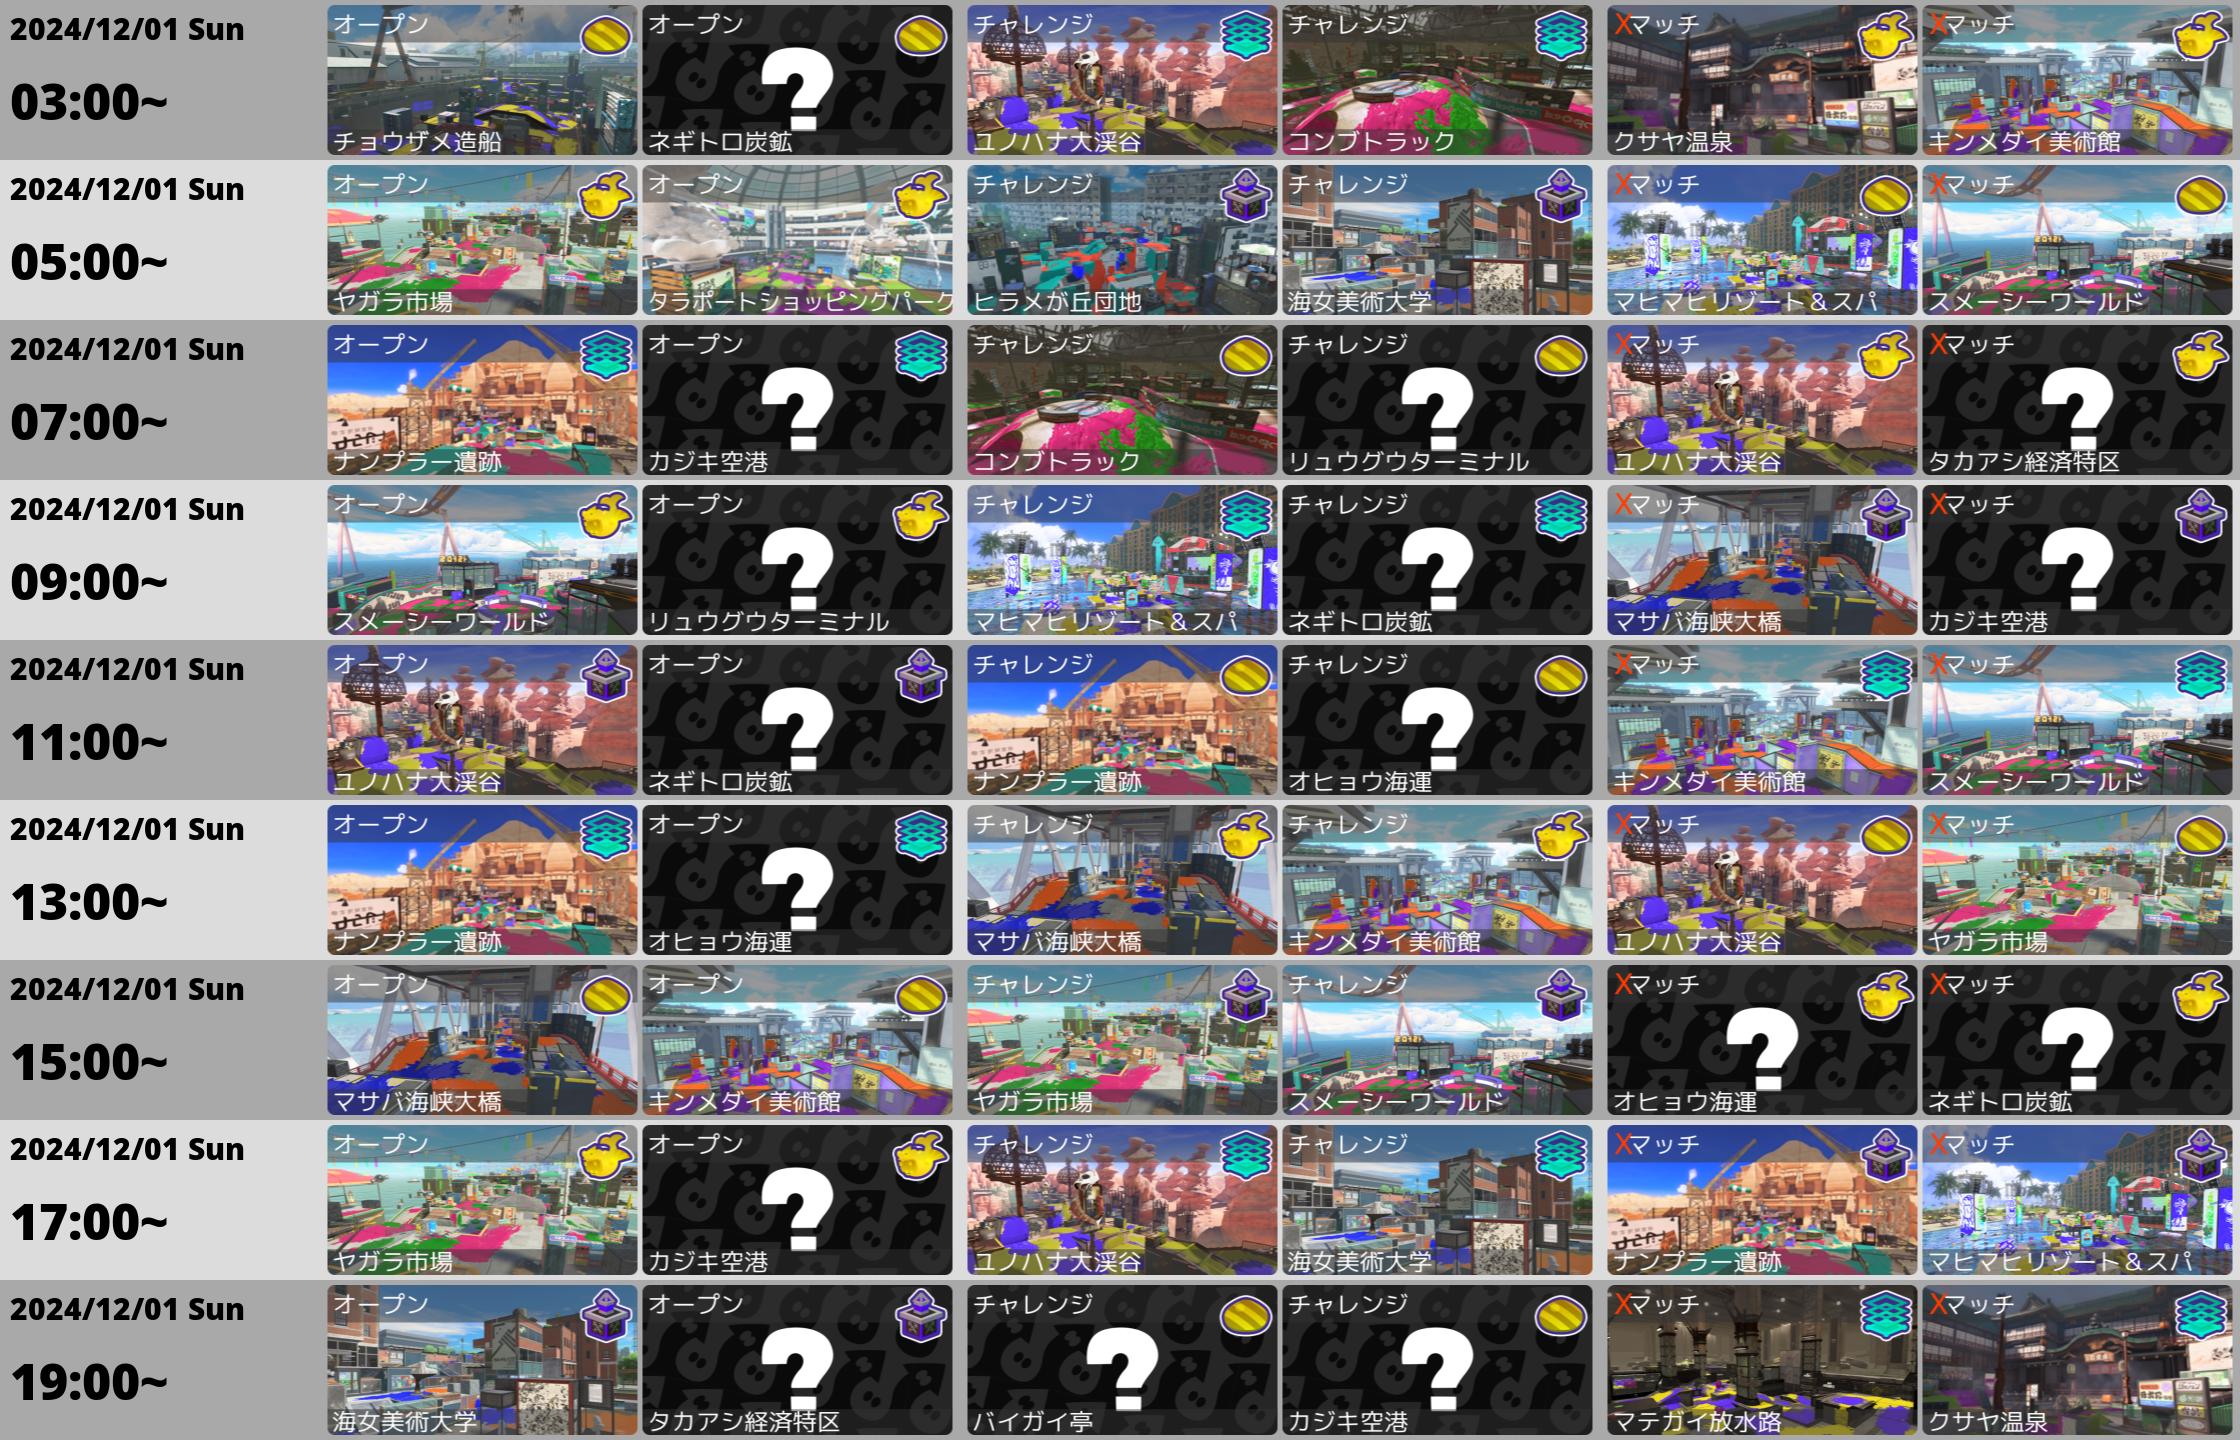 2024/12/01 Sun
03:00~
オープン
チョウザメ造船
オープン
ネギトロ炭鉱
チャレンジ
ユノハナ大渓谷
チャレンジ
コンブトラック
Xマッチ
クサヤ温泉
Xマッチ
キンメダイ美術館
2024/12/01 Sun
05:00~
オープン
ヤガラ市場
オープン
タラポートショッピングパーク
チャレンジ
ヒラメが丘団地
チャレンジ
海女美術大学
Xマッチ
マヒマヒリゾート＆スパ
Xマッチ
スメーシーワールド
2024/12/01 Sun
07:00~
オープン
ナンプラー遺跡
オープン
カジキ空港
チャレンジ
コンブトラック
チャレンジ
リュウグウターミナル
Xマッチ
ユノハナ大渓谷
Xマッチ
タカアシ経済特区
2024/12/01 Sun
09:00~
オープン
スメーシーワールド
オープン
リュウグウターミナル
チャレンジ
マヒマヒリゾート＆スパ
チャレンジ
ネギトロ炭鉱
Xマッチ
マサバ海峡大橋
Xマッチ
カジキ空港
2024/12/01 Sun
11:00~
オープン
ユノハナ大渓谷
オープン
ネギトロ炭鉱
チャレンジ
ナンプラー遺跡
チャレンジ
オヒョウ海運
Xマッチ
キンメダイ美術館
Xマッチ
スメーシーワールド
2024/12/01 Sun
13:00~
オープン
ナンプラー遺跡
オープン
オヒョウ海運
チャレンジ
マサバ海峡大橋
チャレンジ
キンメダイ美術館
Xマッチ
ユノハナ大渓谷
Xマッチ
ヤガラ市場
2024/12/01 Sun
15:00~
オープン
マサバ海峡大橋
オープン
キンメダイ美術館
チャレンジ
ヤガラ市場
チャレンジ
スメーシーワールド
Xマッチ
オヒョウ海運
Xマッチ
ネギトロ炭鉱
2024/12/01 Sun
17:00~
オープン
ヤガラ市場
オープン
カジキ空港
チャレンジ
ユノハナ大渓谷
チャレンジ
海女美術大学
Xマッチ
ナンプラー遺跡
Xマッチ
マヒマヒリゾート＆スパ
2024/12/01 Sun
19:00~
オープン
海女美術大学
オープン
タカアシ経済特区
チャレンジ
バイガイ亭
チャレンジ
カジキ空港
Xマッチ
マテガイ放水路
Xマッチ
クサヤ温泉